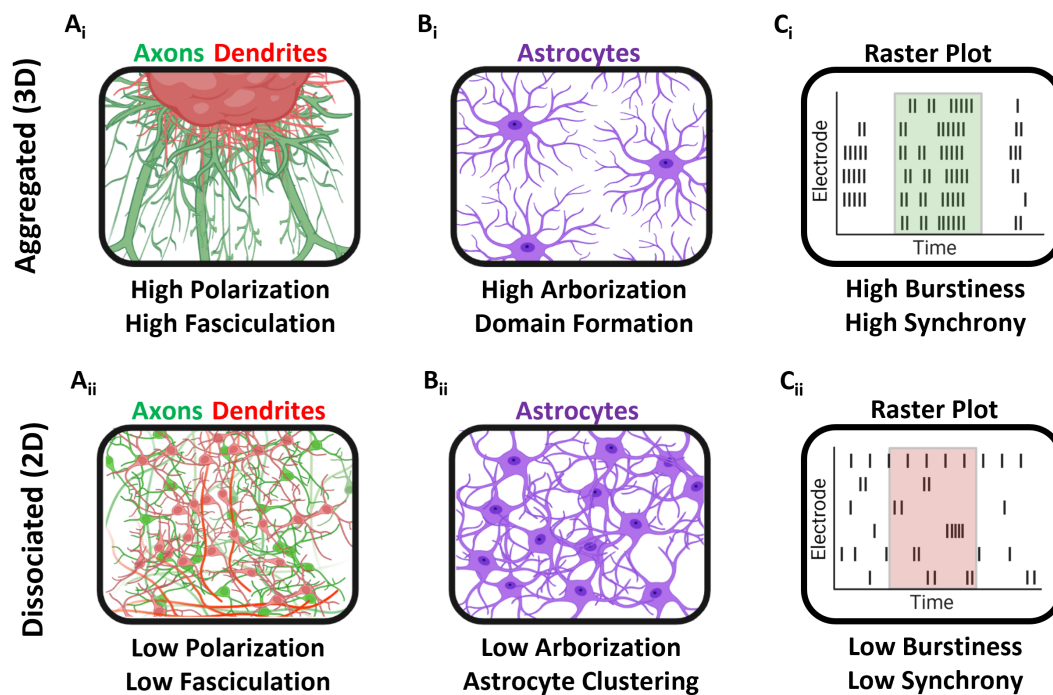 Aggregated (3D)
Ai
Axons Dendrites
High Polarization
High Fasciculation
Bi
Astrocytes
High Arborization
Domain Formation
Ci
Raster Plot
Electrode
Time
High Burstiness
High Synchrony
Dissociated (2D)
Aii
Axons Dendrites
Low Polarization
Low Fasciculation
Bii
Astrocytes
Low Arborization
Astrocyte Clustering
Cii
Raster Plot
Electrode
Time
Low Burstiness
Low Synchrony